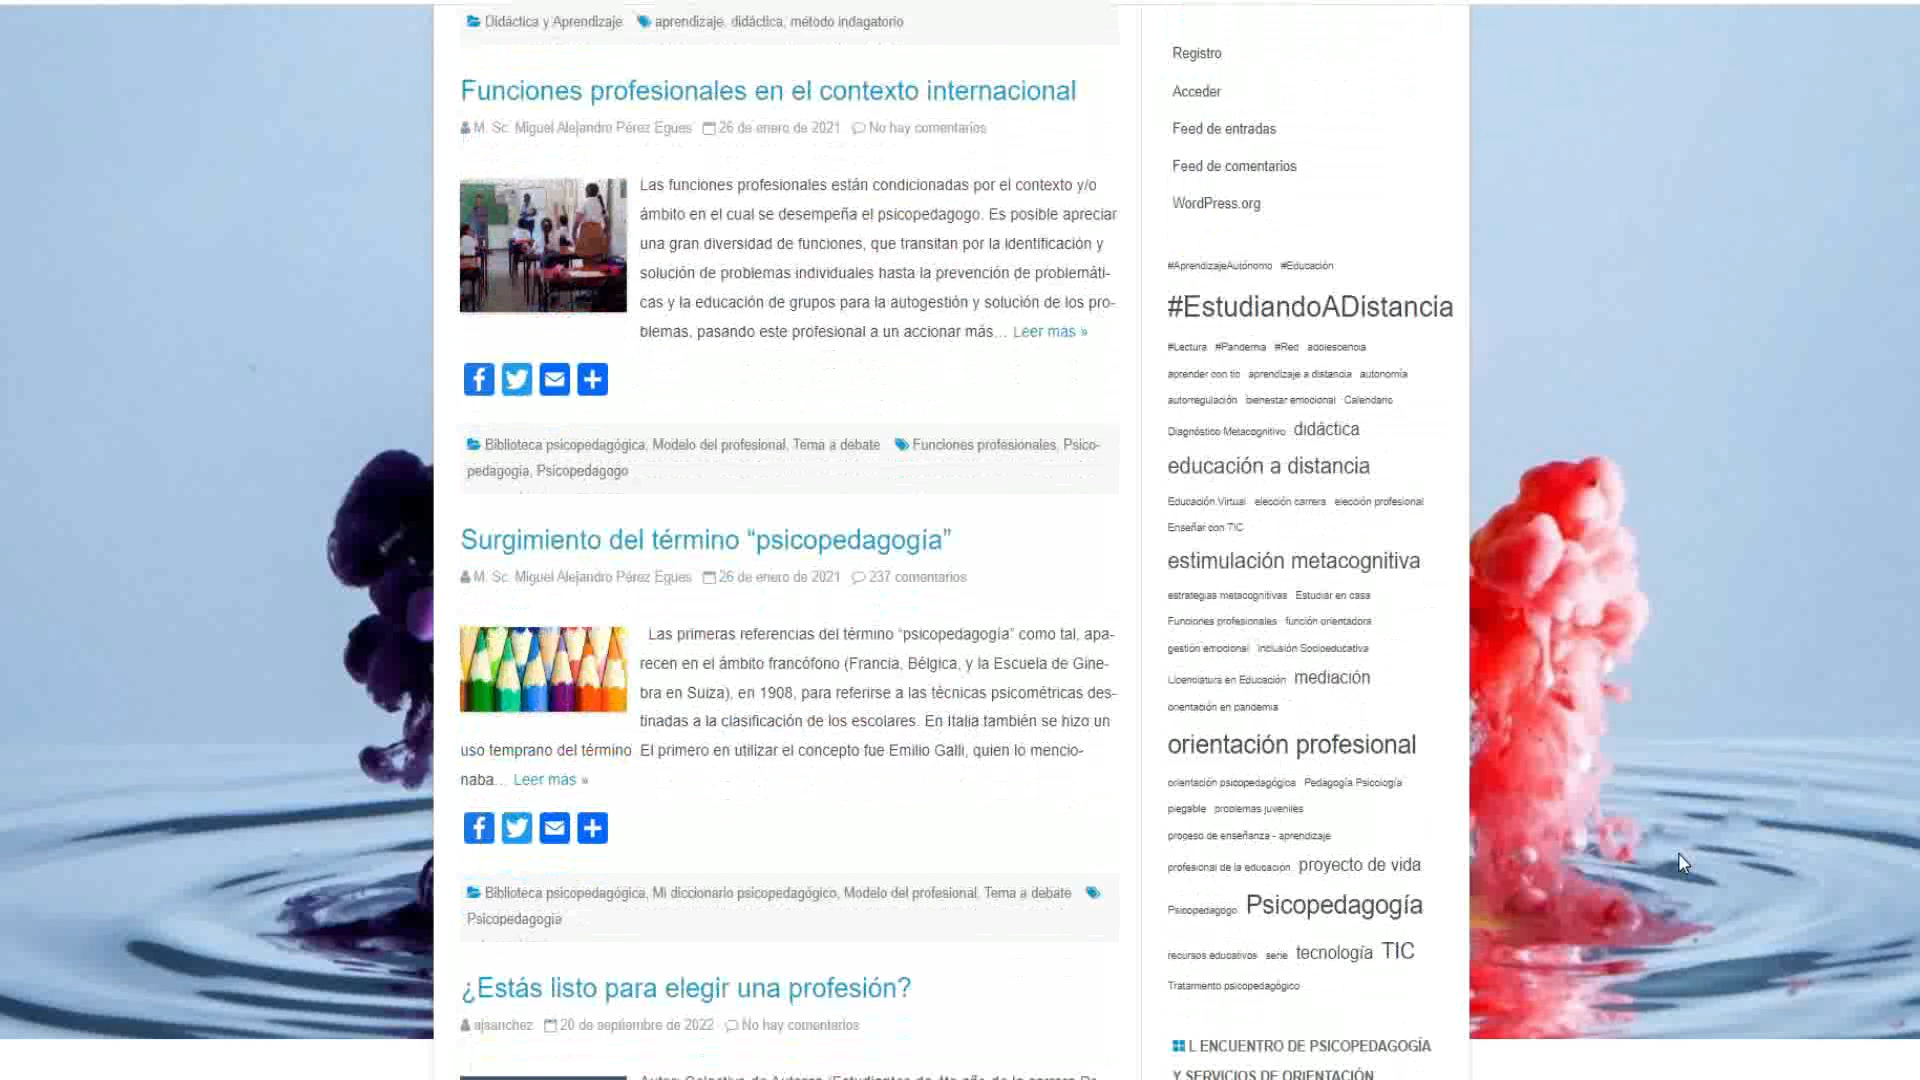 Didáctica y Aprendizaje aprendizaje, didáctica, método indagatorio
Funciones profesionales en el contexto internacional
M. Sc. Miguel Alejandro Pérez Egües 26 de enero de 2021 No hay comentarios
Las funciones profesionales están condicionadas por el contexto y/o
ámbito en el cual se desempeña el psicopedagogo. Es posible apreciar
una gran diversidad de funciones, que transitan por la identificación y
solución de problemas individuales hasta la prevención de problemáti-
cas y la educación de grupos para la autogestión y solución de los pro-
blemas, pasando este profesional a un accionar más… Leer más »
Biblioteca psicopedagógica, Modelo del profesional, Tema a debate Funciones profesionales, Psico-
pedagogía, Psicopedagogo
Surgimiento del término “psicopedagogía”
M. Sc. Miguel Alejandro Pérez Egües 26 de enero de 2021 237 comentarios
Las primeras referencias del término “psicopedagogía” como tal, apa-
recen en el ámbito francófono (Francia, Bélgica, y la Escuela de Gine-
bra en Suiza), en 1908, para referirse a las técnicas psicométricas des-
tinadas a la clasificación de los escolares. En Italia también se hizo un
uso temprano del término El primero en utilizar el concepto fue Emilio Galli, quien lo mencio-
naba… Leer más »
Biblioteca psicopedagógica, Mi diccionario psicopedagógico, Modelo del profesional, Tema a debate
Psicopedagogía
¿Estás listo para elegir una profesión?
ajsanchez 20 de septiembre de 2022 No hay comentarios
Registro
Acceder
Feed de entradas
Feed de comentarios
WordPress.org
#AprendizajeAutónomo #Educación
#EstudiandoADistancia
#Lectura #Pandemia #Red adolescencia
aprender con tic aprendizaje a distancia autonomía
autorregulación bienestar emocional Calendario
Diagnóstico Metacognitivo didáctica
educación a distancia
Educación Virtual elección carrera elección profesional
Enseñar con TIC
estimulación metacognitiva
estrategias metacognitivas Estudiar en casa
Funciones profesionales función orientadora
gestión emocional Inclusión Socioeducativa
Licenciatura en Educación mediación
orientación en pandemia
orientación profesional
orientación psicopedagógica Pedagogía Psicología
plegable problemas juveniles
proceso de enseñanza - aprendizaje
profesional de la educación proyecto de vida
Psicopedagogo Psicopedagogía
recursos educativos serie tecnología TIC
Tratamiento psicopedagógico
I. ENCUENTRO DE PSICOPEDAGOGÍA
Y SERVICIOS DE ORIENTACIÓN